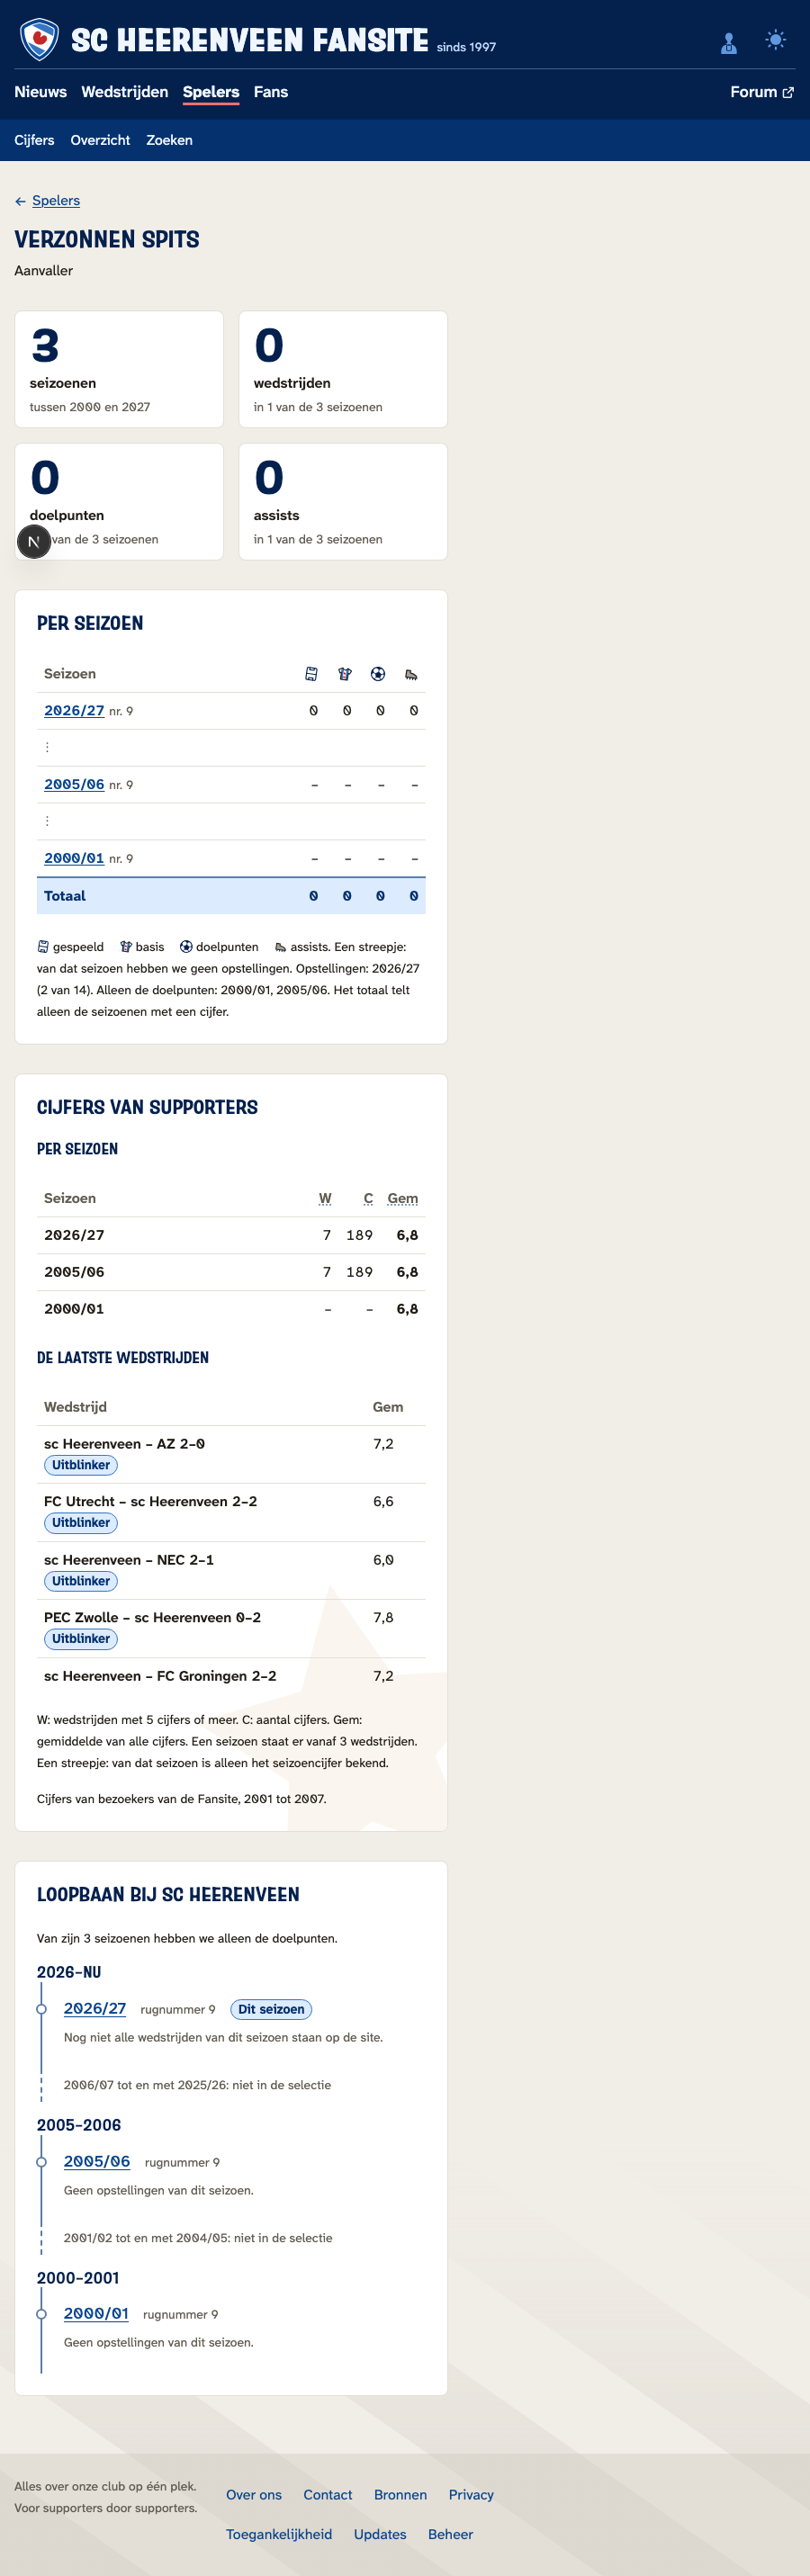 SC HEERENVEEN FANSITE sinds 1997
Nieuws Wedstrijden Spelers Fans Forum
Cijfers Overzicht Zoeken
← Spelers
VERZONNEN SPITS
Aanvaller
3
seizoenen
tussen 2000 en 2027
0
wedstrijden
in 1 van de 3 seizoenen
0
doelpunten
van de 3 seizoenen
0
assists
in 1 van de 3 seizoenen
N
PER SEIZOEN
Seizoen
2026/27 nr. 9 0 0 0 0
⋮
2005/06 nr. 9 – – – –
⋮
2000/01 nr. 9 – – – –
Totaal 0 0 0 0
gespeeld basis doelpunten assists. Een streepje:
van dat seizoen hebben we geen opstellingen. Opstellingen: 2026/27
(2 van 14). Alleen de doelpunten: 2000/01, 2005/06. Het totaal telt
alleen de seizoenen met een cijfer.
CIJFERS VAN SUPPORTERS
PER SEIZOEN
Seizoen W C Gem
2026/27 7 189 6,8
2005/06 7 189 6,8
2000/01 – – 6,8
DE LAATSTE WEDSTRIJDEN
Wedstrijd Gem
sc Heerenveen – AZ 2–0 7,2
Uitblinker
FC Utrecht – sc Heerenveen 2–2 6,6
Uitblinker
sc Heerenveen – NEC 2–1 6,0
Uitblinker
PEC Zwolle – sc Heerenveen 0–2 7,8
Uitblinker
sc Heerenveen – FC Groningen 2–2 7,2
W: wedstrijden met 5 cijfers of meer. C: aantal cijfers. Gem:
gemiddelde van alle cijfers. Een seizoen staat er vanaf 3 wedstrijden.
Een streepje: van dat seizoen is alleen het seizoencijfer bekend.
Cijfers van bezoekers van de Fansite, 2001 tot 2007.
LOOPBAAN BIJ SC HEERENVEEN
Van zijn 3 seizoenen hebben we alleen de doelpunten.
2026–NU
2026/27 rugnummer 9 Dit seizoen
Nog niet alle wedstrijden van dit seizoen staan op de site.
2006/07 tot en met 2025/26: niet in de selectie
2005–2006
2005/06 rugnummer 9
Geen opstellingen van dit seizoen.
2001/02 tot en met 2004/05: niet in de selectie
2000–2001
2000/01 rugnummer 9
Geen opstellingen van dit seizoen.
Alles over onze club op één plek.
Voor supporters door supporters.
Over ons Contact Bronnen Privacy
Toegankelijkheid Updates Beheer